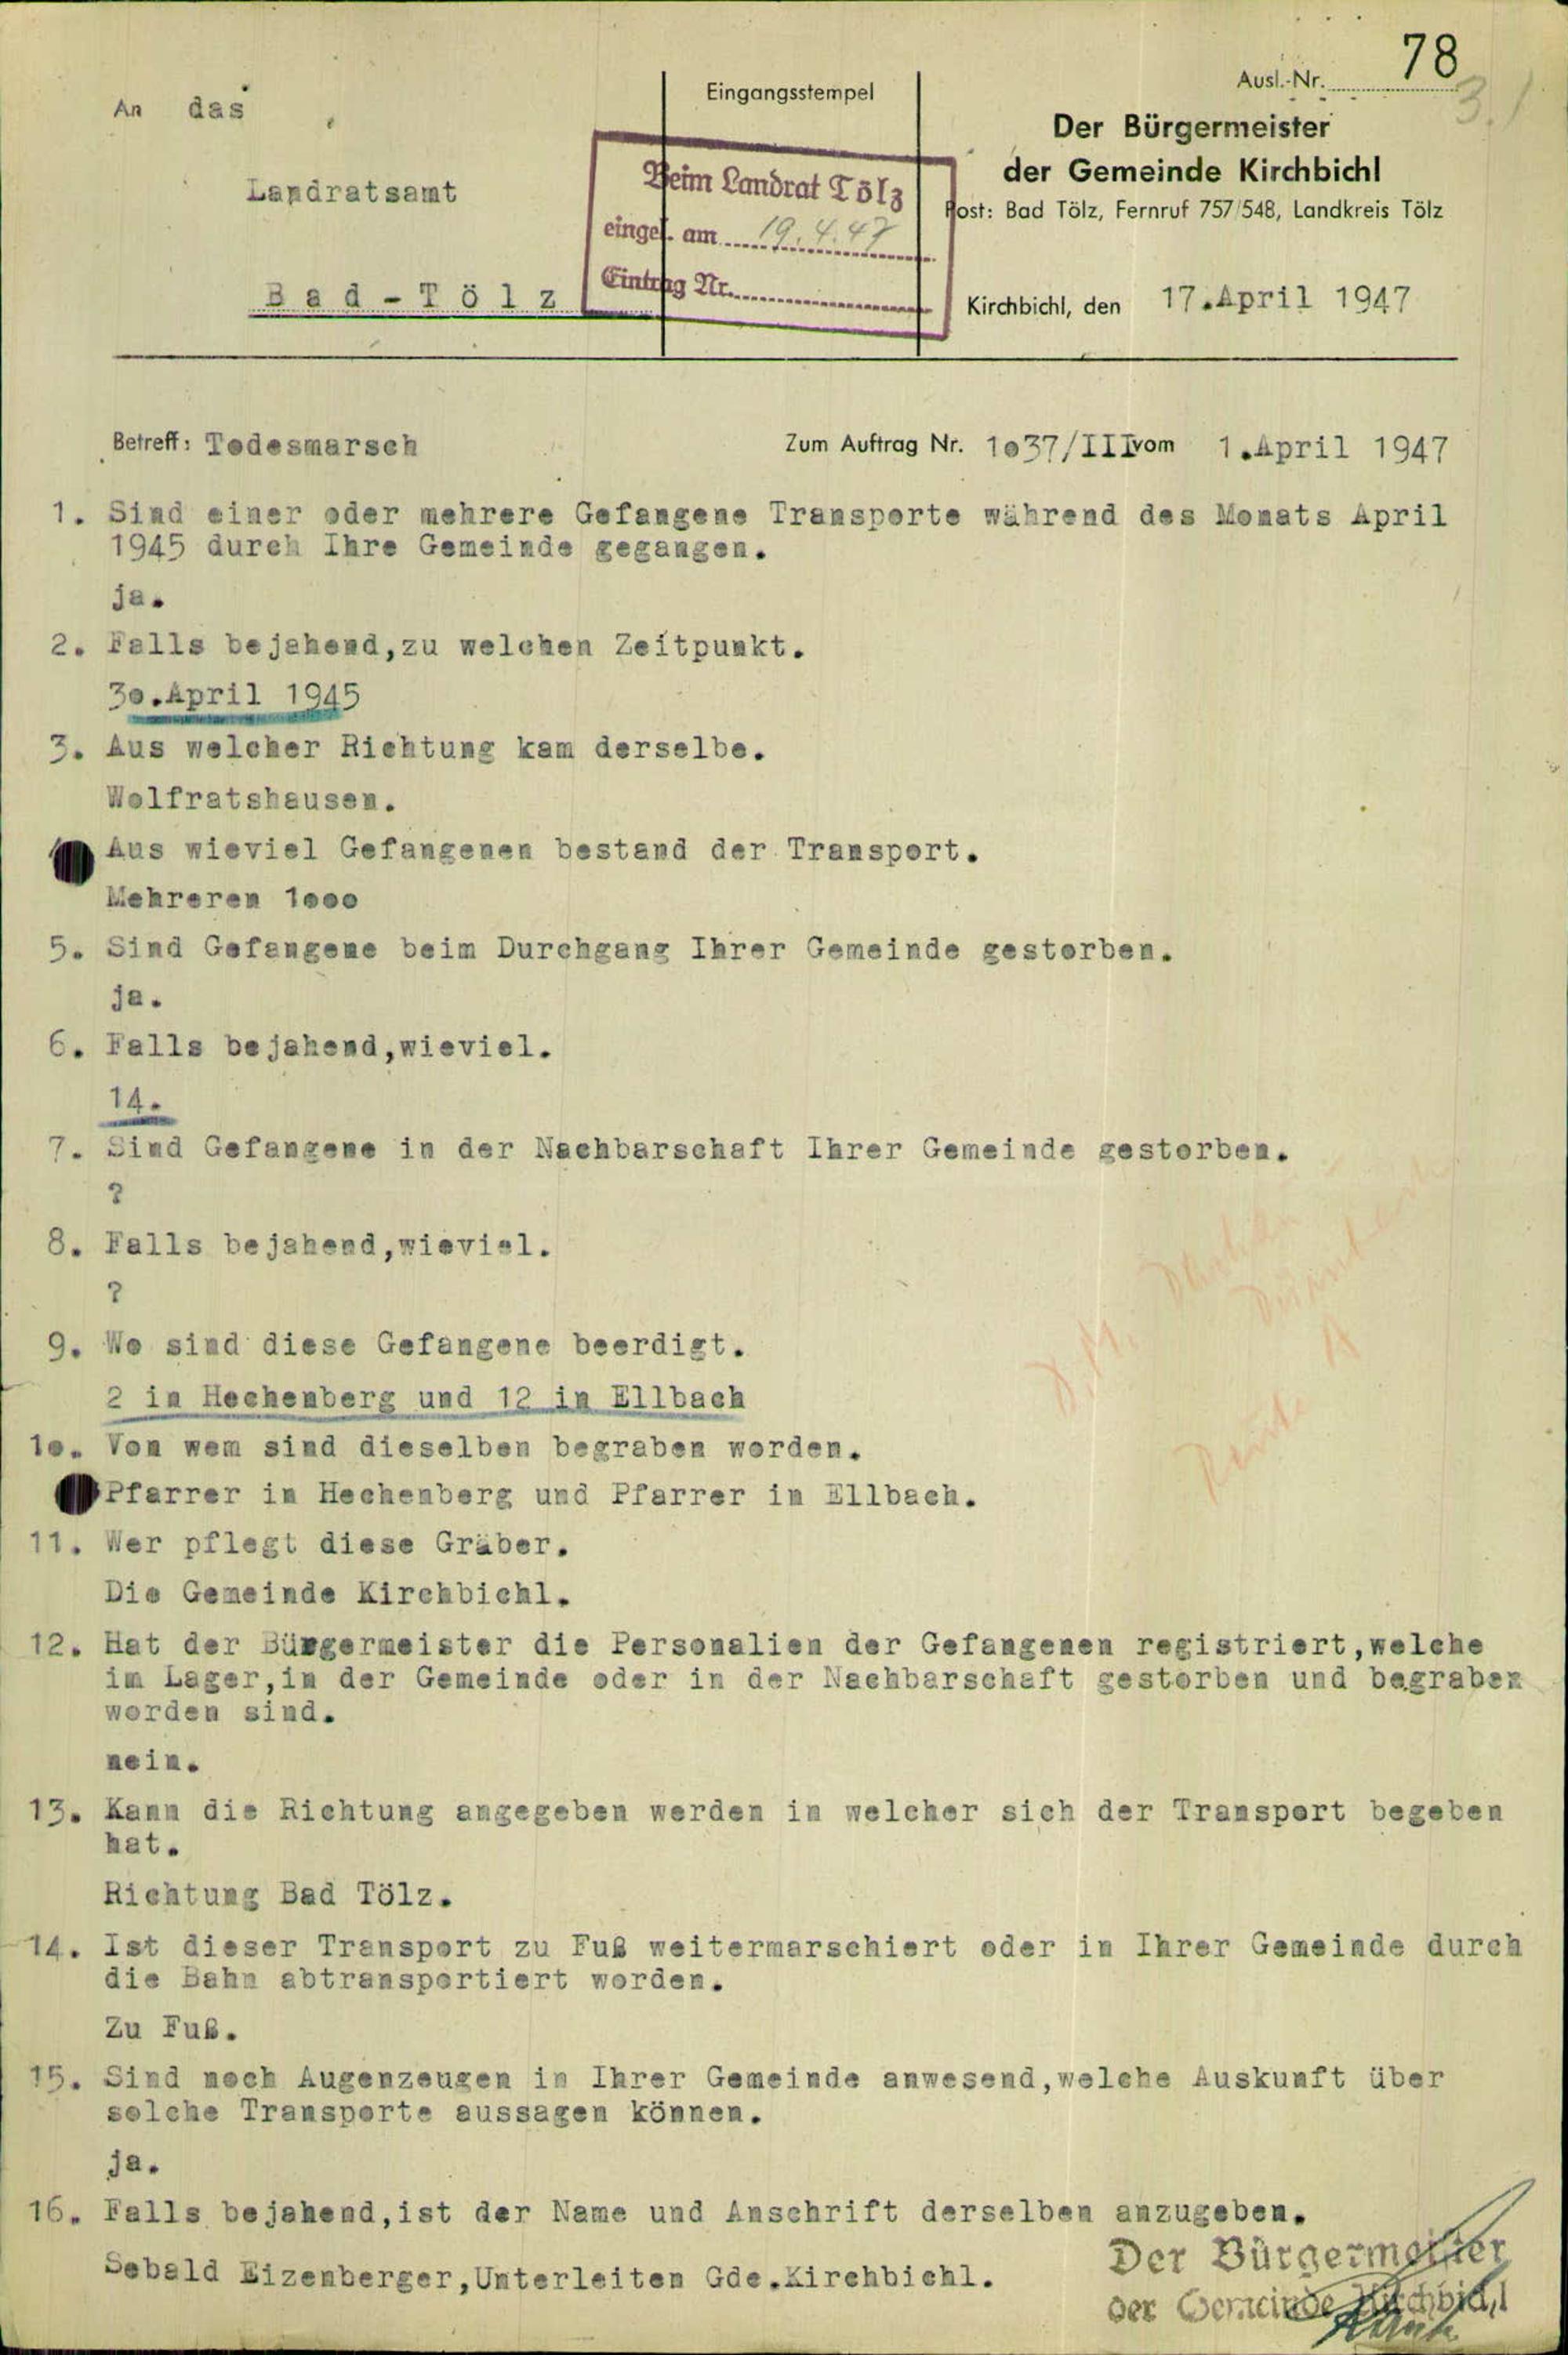 Ausl.-Nr. 78
An das
Eingangsstempel
Der Bürgermeister
der Gemeinde Kirchbichl
Post: Bad Tölz, Fernruf 757/548, Landkreis Tölz
Landratsamt
Beim Landrat Tölz
eingel. am 19.4.47
Eintrag Nr.
Bad-Tölz
Kirchbichl, den 17.April 1947
Betreff: Todesmarsch
Zum Auftrag Nr. 1o37/III vom 1.April 1947
1. Sind einer oder mehrere Gefangene Transporte während des Monats April
1945 durch Ihre Gemeinde gegangen.
ja.
2. Falls bejahend,zu welchen Zeitpunkt.
3o.April 1945
3. Aus welcher Richtung kam derselbe.
Wolfratshausen.
Aus wieviel Gefangenen bestand der Transport.
Mehreren 1ooo
5. Sind Gefangene beim Durchgang Ihrer Gemeinde gestorben.
ja.
6. Falls bejahend,wieviel.
14.
7. Sind Gefangene in der Nachbarschaft Ihrer Gemeinde gestorben.
?
8. Falls bejahend,wieviel.
?
9. Wo sind diese Gefangene beerdigt.
2 in Hechenberg und 12 in Ellbach
1o. Von wem sind dieselben begraben worden.
Pfarrer in Hechenberg und Pfarrer in Ellbach.
11. Wer pflegt diese Gräber.
Die Gemeinde Kirchbichl.
12. Hat der Bürgermeister die Personalien der Gefangenen registriert,welche
im Lager,in der Gemeinde oder in der Nachbarschaft gestorben und begraben
worden sind.
nein.
13. Kann die Richtung angegeben werden in welcher sich der Transport begeben
hat.
Richtung Bad Tölz.
14. Ist dieser Transport zu Fuß weitermarschiert oder in Ihrer Gemeinde durch
die Bahn abtransportiert worden.
Zu Fuß.
15. Sind noch Augenzeugen in Ihrer Gemeinde anwesend,welche Auskunft über
solche Transporte aussagen können.
ja.
16. Falls bejahend,ist der Name und Anschrift derselben anzugeben.
Sebald Eizenberger,Unterleiten Gde.Kirchbichl.
Der Bürgermeister
der Gemeinde Kirchbichl